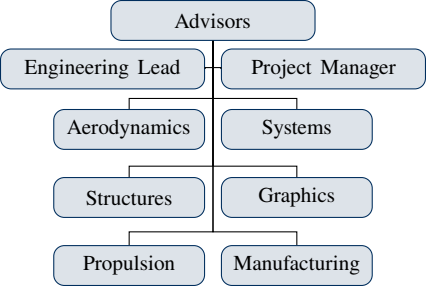 Advisors
Engineering Lead
Project Manager
Aerodynamics
Systems
Structures
Graphics
Propulsion
Manufacturing